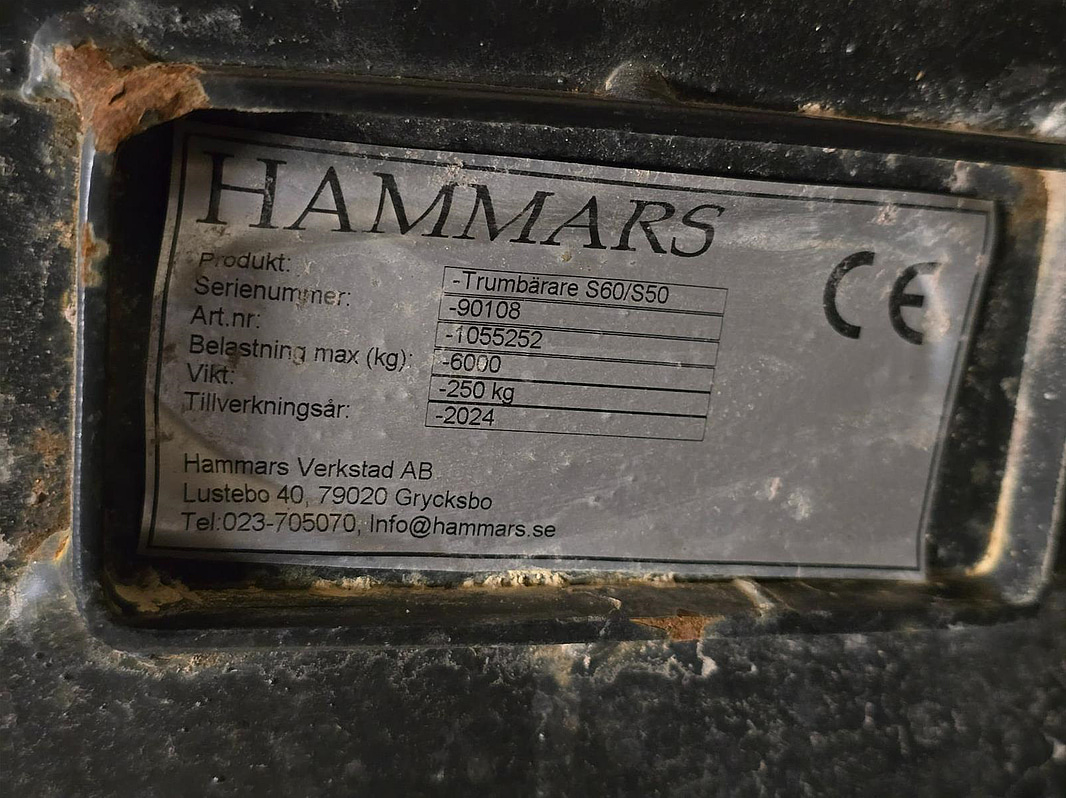 HAMMARS
Produkt: -Trumbärare S60/S50
Serienummer: -90108
Art.nr: -1055252
Belastning max (kg): -6000
Vikt: -250 kg
Tillverkningsår: -2024
CE
Hammars Verkstad AB
Lustebo 40, 79020 Grycksbo
Tel:023-705070, Info@hammars.se